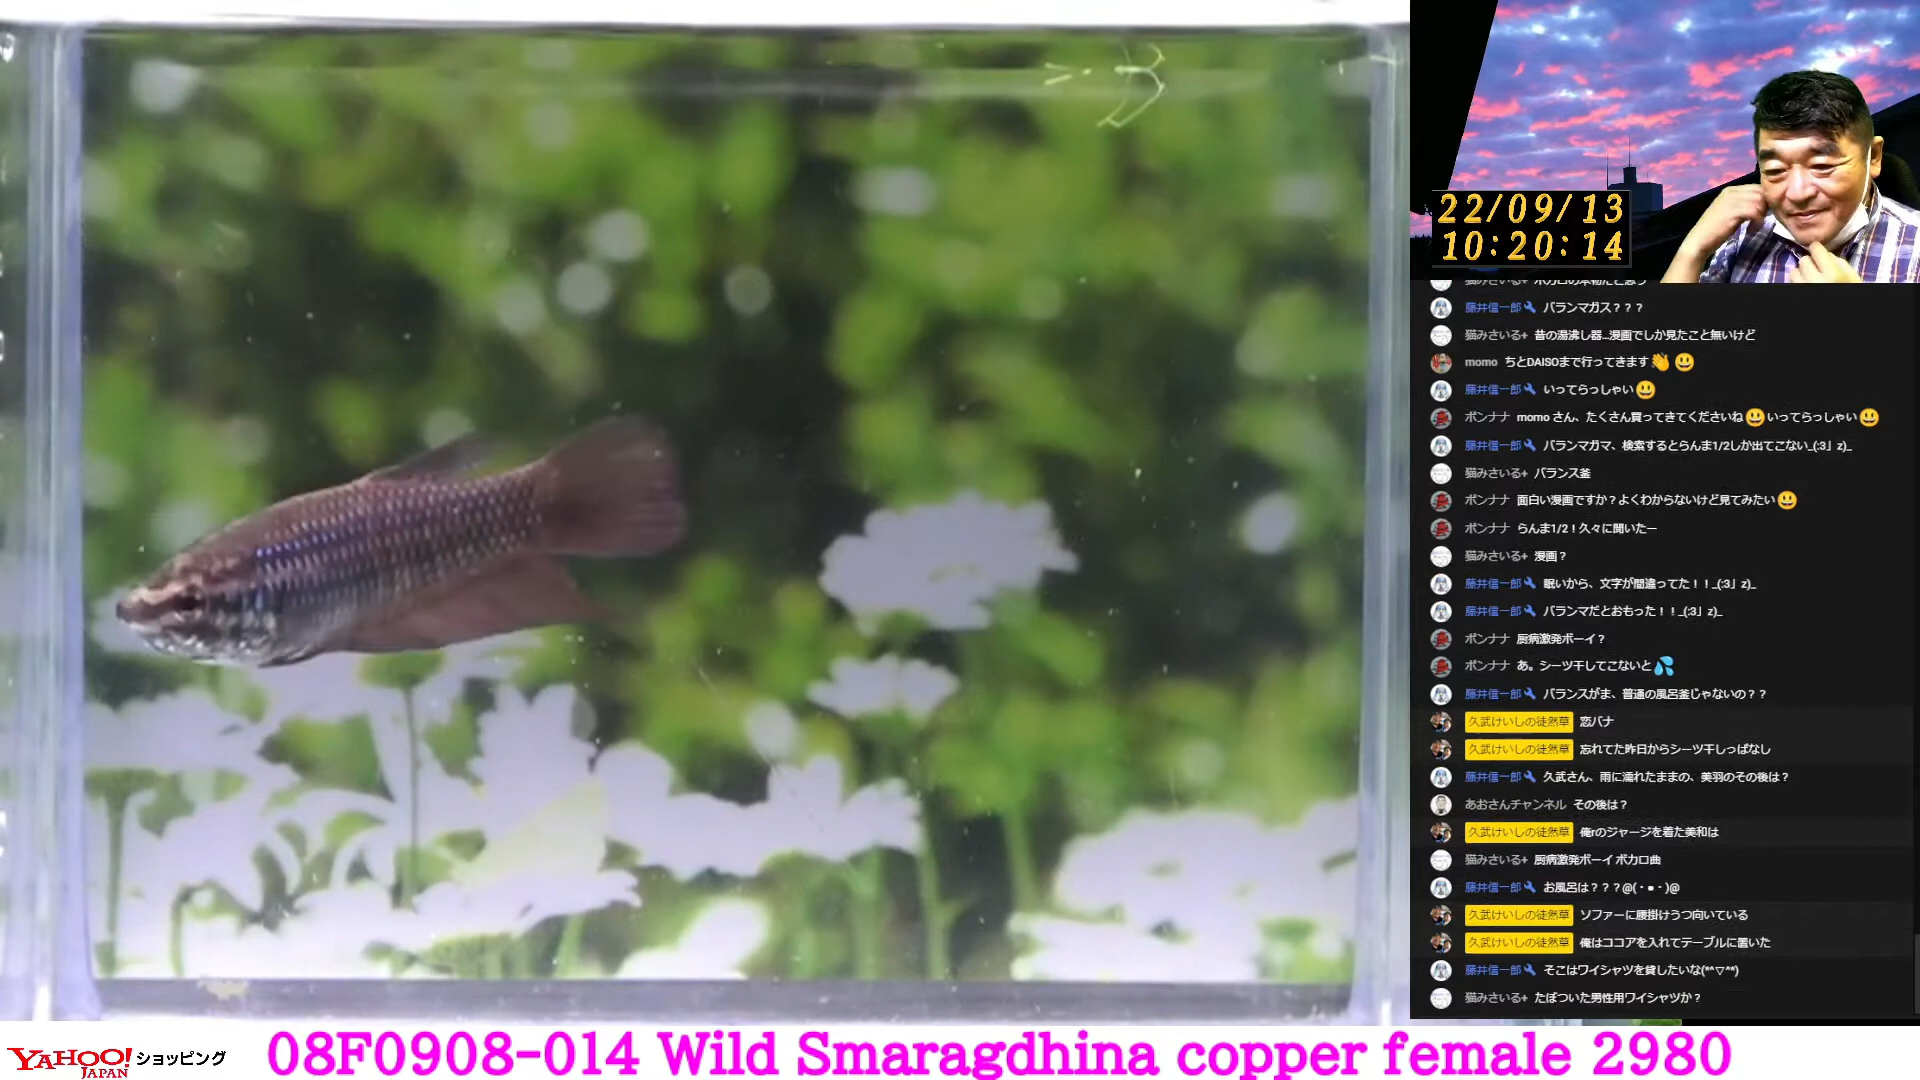 22/09/13
10:20:14
猫みさいる+ ボカロの本物だと思う
藤井信一郎 バランマガス？？？
猫みさいる+ 昔の湯沸し器...漫画でしか見たこと無いけど
momo ちとDAISOまで行ってきます👋😃
藤井信一郎 いってらっしゃい😃
ボンナナ momo さん、たくさん買ってきてくださいね😃いってらっしゃい😃
藤井信一郎 バランマガマ、検索するとらんま1/2しか出てこない_(:3」z)_
猫みさいる+ バランス釜
ボンナナ 面白い漫画ですか？よくわからないけど見てみたい😃
ボンナナ らんま1/2！久々に聞いたー
猫みさいる+ 漫画？
藤井信一郎 眠いから、文字が間違ってた！！_(:3」z)_
藤井信一郎 バランマだとおもった！！_(:3」z)_
ボンナナ 厨病激発ボーイ？
ボンナナ あ。シーツ干してこないと💦
藤井信一郎 バランスがま、普通の風呂釜じゃないの？？
久武けいしの徒然草 恋バナ
久武けいしの徒然草 忘れてた昨日からシーツ干しっぱなし
藤井信一郎 久武さん、雨に濡れたままの、美羽のその後は？
あおさんチャンネル その後は？
久武けいしの徒然草 俺rのジャージを着た美和は
猫みさいる+ 厨病激発ボーイ ボカロ曲
藤井信一郎 お風呂は？？？@(・●・)@
久武けいしの徒然草 ソファーに腰掛けうつ向いている
久武けいしの徒然草 俺はココアを入れてテーブルに置いた
藤井信一郎 そこはワイシャツを貸したいな(*^▽^*)
猫みさいる+ たぼついた男性用ワイシャツか？
YAHOO! JAPAN ショッピング
08F0908-014 Wild Smaragdhina copper female 2980